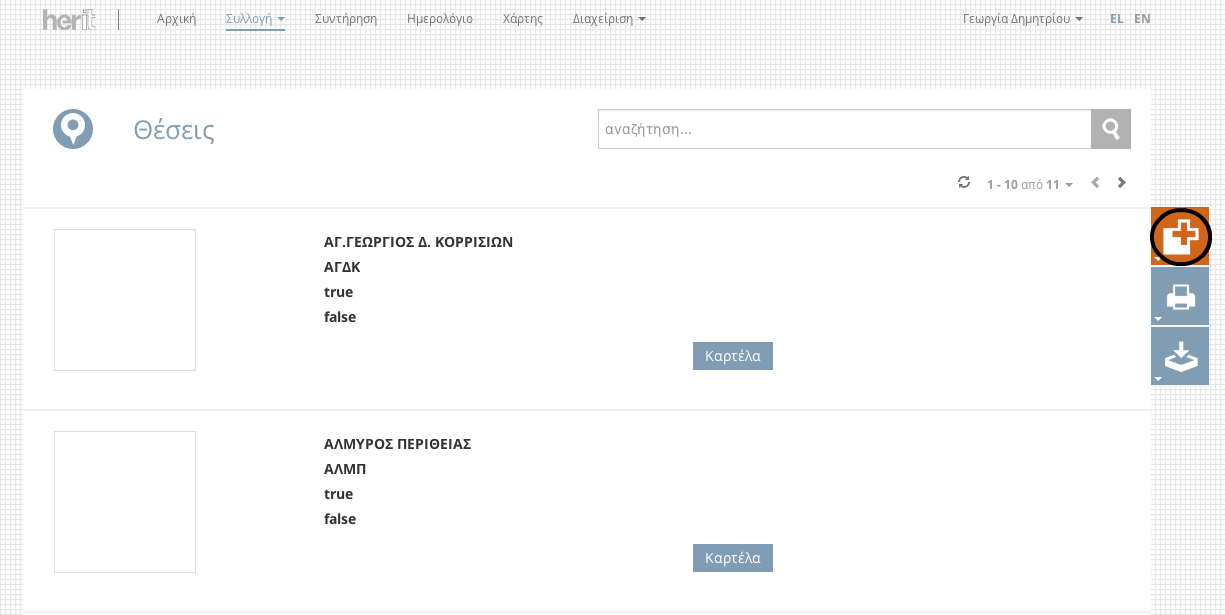 herit Αρχική Συλλογή Συντήρηση Ημερολόγιο Χάρτης Διαχείριση Γεωργία Δημητρίου EL EN
Θέσεις αναζήτηση...
1 - 10 από 11
ΑΓ.ΓΕΩΡΓΙΟΣ Δ. ΚΟΡΡΙΣΙΩΝ
ΑΓΔΚ
true
false
Καρτέλα
ΑΛΜΥΡΟΣ ΠΕΡΙΘΕΙΑΣ
ΑΛΜΠ
true
false
Καρτέλα